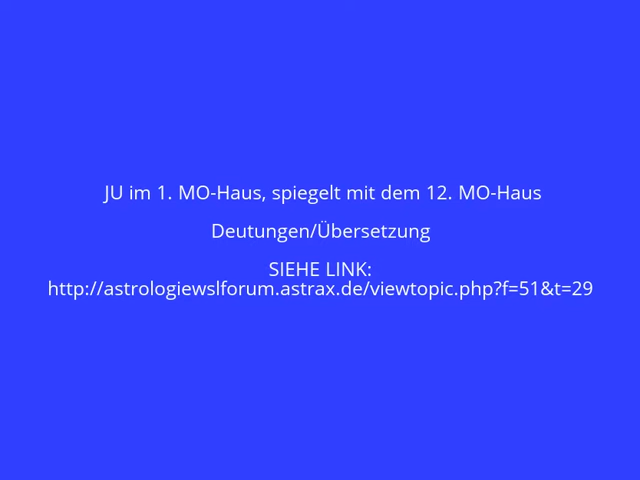 JU im 1. MO-Haus, spiegelt mit dem 12. MO-Haus
Deutungen/Übersetzung
SIEHE LINK:
http://astrologiewslforum.astrax.de/viewtopic.php?f=51&t=29